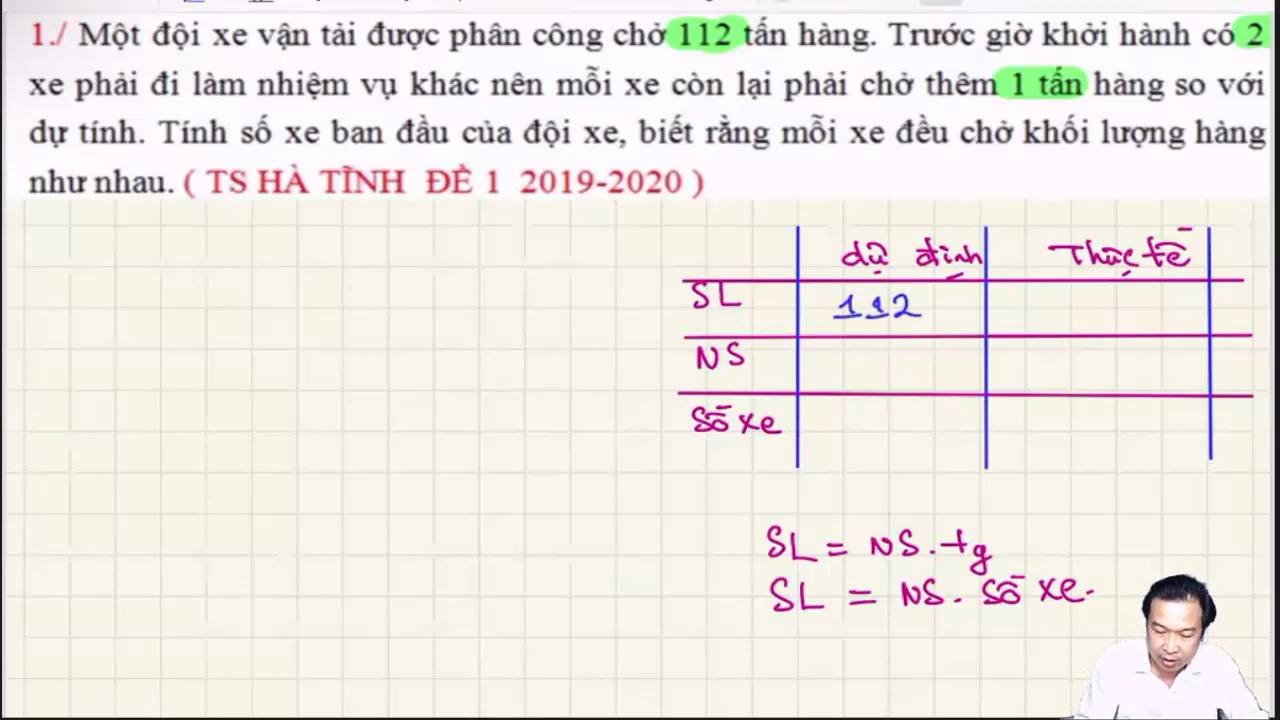 1./ Một đội xe vận tải được phân công chở 112 tấn hàng. Trước giờ khởi hành có 2
xe phải đi làm nhiệm vụ khác nên mỗi xe còn lại phải chở thêm 1 tấn hàng so với
dự tính. Tính số xe ban đầu của đội xe, biết rằng mỗi xe đều chở khối lượng hàng
như nhau. ( TS HÀ TĨNH ĐỀ 1 2019-2020 )
dự định Thực tế
SL 112
NS
Số xe
SL = NS. tg
SL = NS. Số xe.